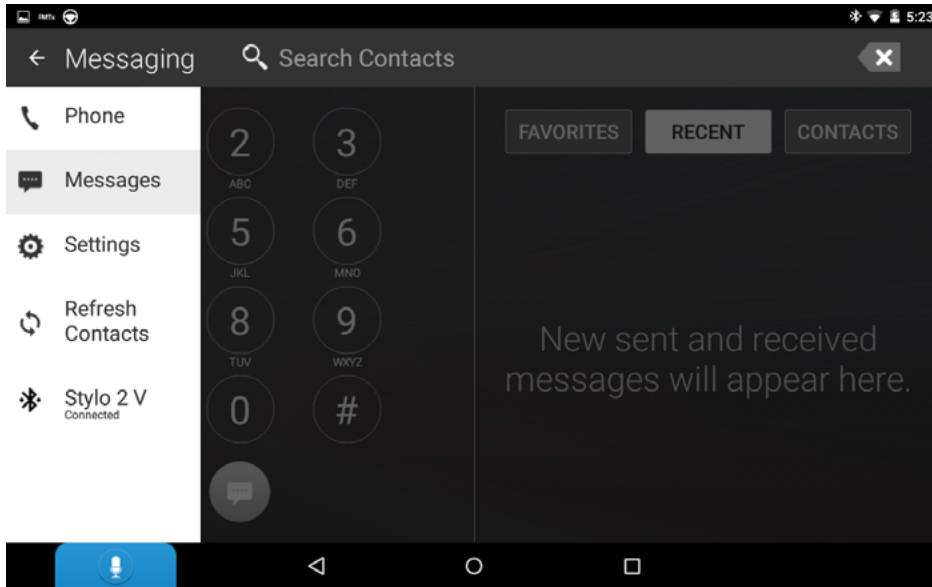 FMTx
5:23
Messaging
Search Contacts
Phone
Messages
Settings
Refresh
Contacts
Stylo 2 V
Connected
2
ABC
3
DEF
5
JKL
6
MNO
8
TUV
9
WXYZ
0
#
FAVORITES
RECENT
CONTACTS
New sent and received
messages will appear here.